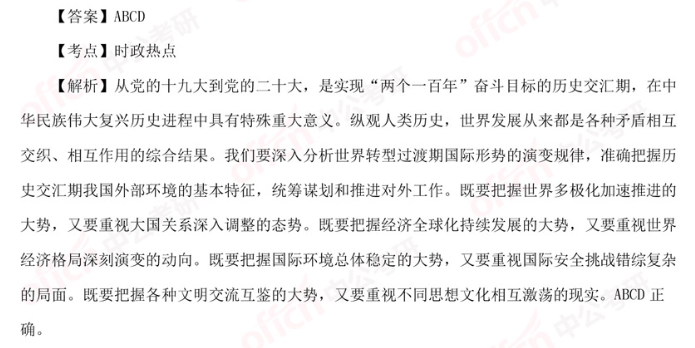 【答案】ABCD
【考点】时政热点
【解析】从党的十九大到党的二十大，是实现“两个一百年”奋斗目标的历史交汇期，在中
华民族伟大复兴历史进程中具有特殊重大意义。纵观人类历史，世界发展从来都是各种矛盾相互
交织、相互作用的综合结果。我们要深入分析世界转型过渡期国际形势的演变规律，准确把握历
史交汇期我国外部环境的基本特征，统筹谋划和推进对外工作。既要把握世界多极化加速推进的
大势，又要重视大国关系深入调整的态势。既要把握经济全球化持续发展的大势，又要重视世界
经济格局深刻演变的动向。既要把握国际环境总体稳定的大势，又要重视国际安全挑战错综复杂
的局面。既要把握各种文明交流互鉴的大势，又要重视不同思想文化相互激荡的现实。ABCD 正
确。